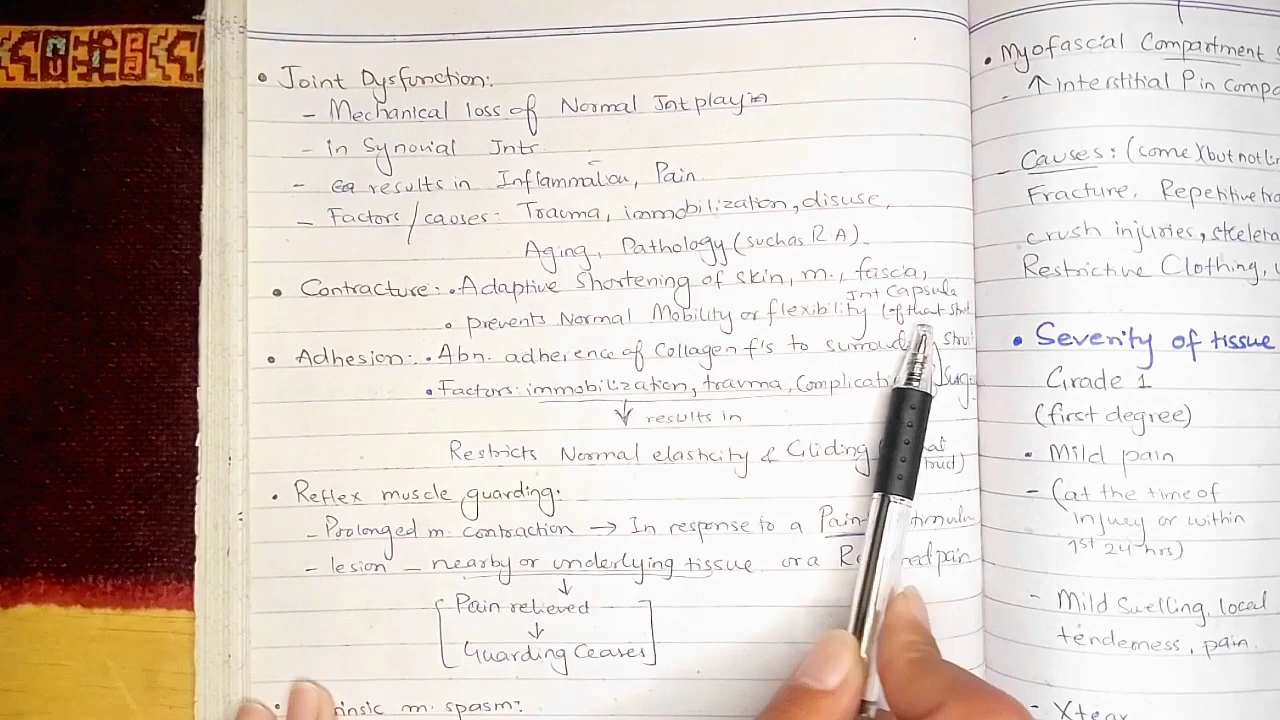 • Joint Dysfunction:
- Mechanical loss of Normal Jnt play in
- in Synovial Jnts.
- results in Inflammation, Pain
- Factors/causes: Trauma, immobilization, disuse,
Aging, Pathology (such as R A)
• Contracture: • Adaptive shortening of skin, m., fascia,
Jnt Capsule
• prevents Normal Mobility or flexibility (of that
• Adhesion: • Abn. adherence of Collagen f's to
• Factors: immobilization, trauma,
↓ results in
Restricts Normal elasticity & Gliding
• Reflex muscle guarding:
- Prolonged m. contraction → In response to a Pain
- lesion - nearby or underlying tissue or a
↓
[Pain relieved
↓
Guarding Ceases]
• m. spasm:
• Myofascial Compartment
- ↑ Interstitial P in
- Causes: (some) (but not
Fracture, Repetitive
crush injuries,
Restrictive Clothing,
• Severity of tissue
Grade 1
(first degree)
• Mild pain
- (at the time of
Injury or within
1st 24 hrs)
- Mild swelling, local
tenderness, pain.